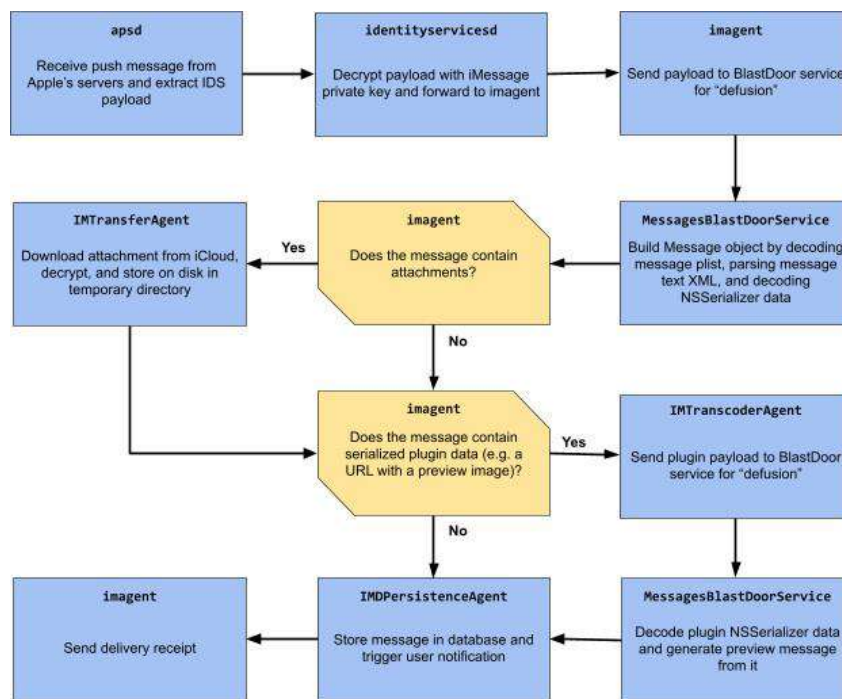 apsd
Receive push message from
Apple's servers and extract IDS
payload
identityservicesd
Decrypt payload with iMessage
private key and forward to imagent
imagent
Send payload to BlastDoor service
for “defusion”
IMTransferAgent
Download attachment from iCloud,
decrypt, and store on disk in
temporary directory
Yes
imagent
Does the message contain
attachments?
MessagesBlastDoorService
Build Message object by decoding
message plist, parsing message
text XML, and decoding
NSSerializer data
No
imagent
Does the message contain
serialized plugin data (e.g. a
URL with a preview image)?
Yes
IMTranscoderAgent
Send plugin payload to BlastDoor
service for “defusion”
No
imagent
Send delivery receipt
IMDPersistenceAgent
Store message in database and
trigger user notification
MessagesBlastDoorService
Decode plugin NSSerializer data
and generate preview message
from it